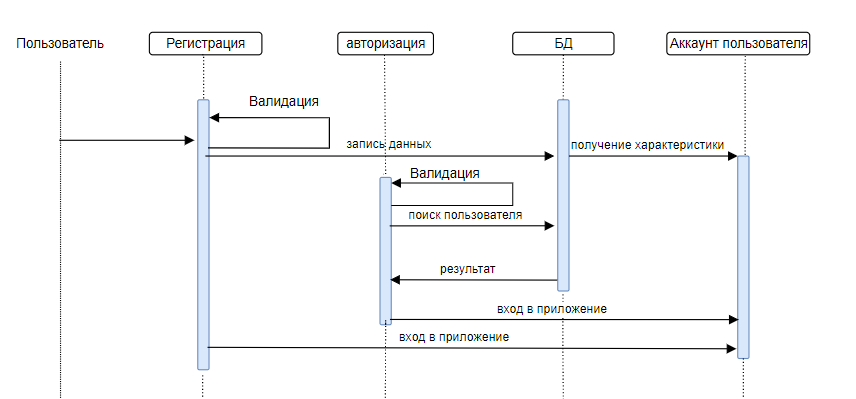 Пользователь
Регистрация
авторизация
БД
Аккаунт пользователя
Валидация
запись данных
получение характеристики
Валидация
поиск пользователя
результат
вход в приложение
вход в приложение